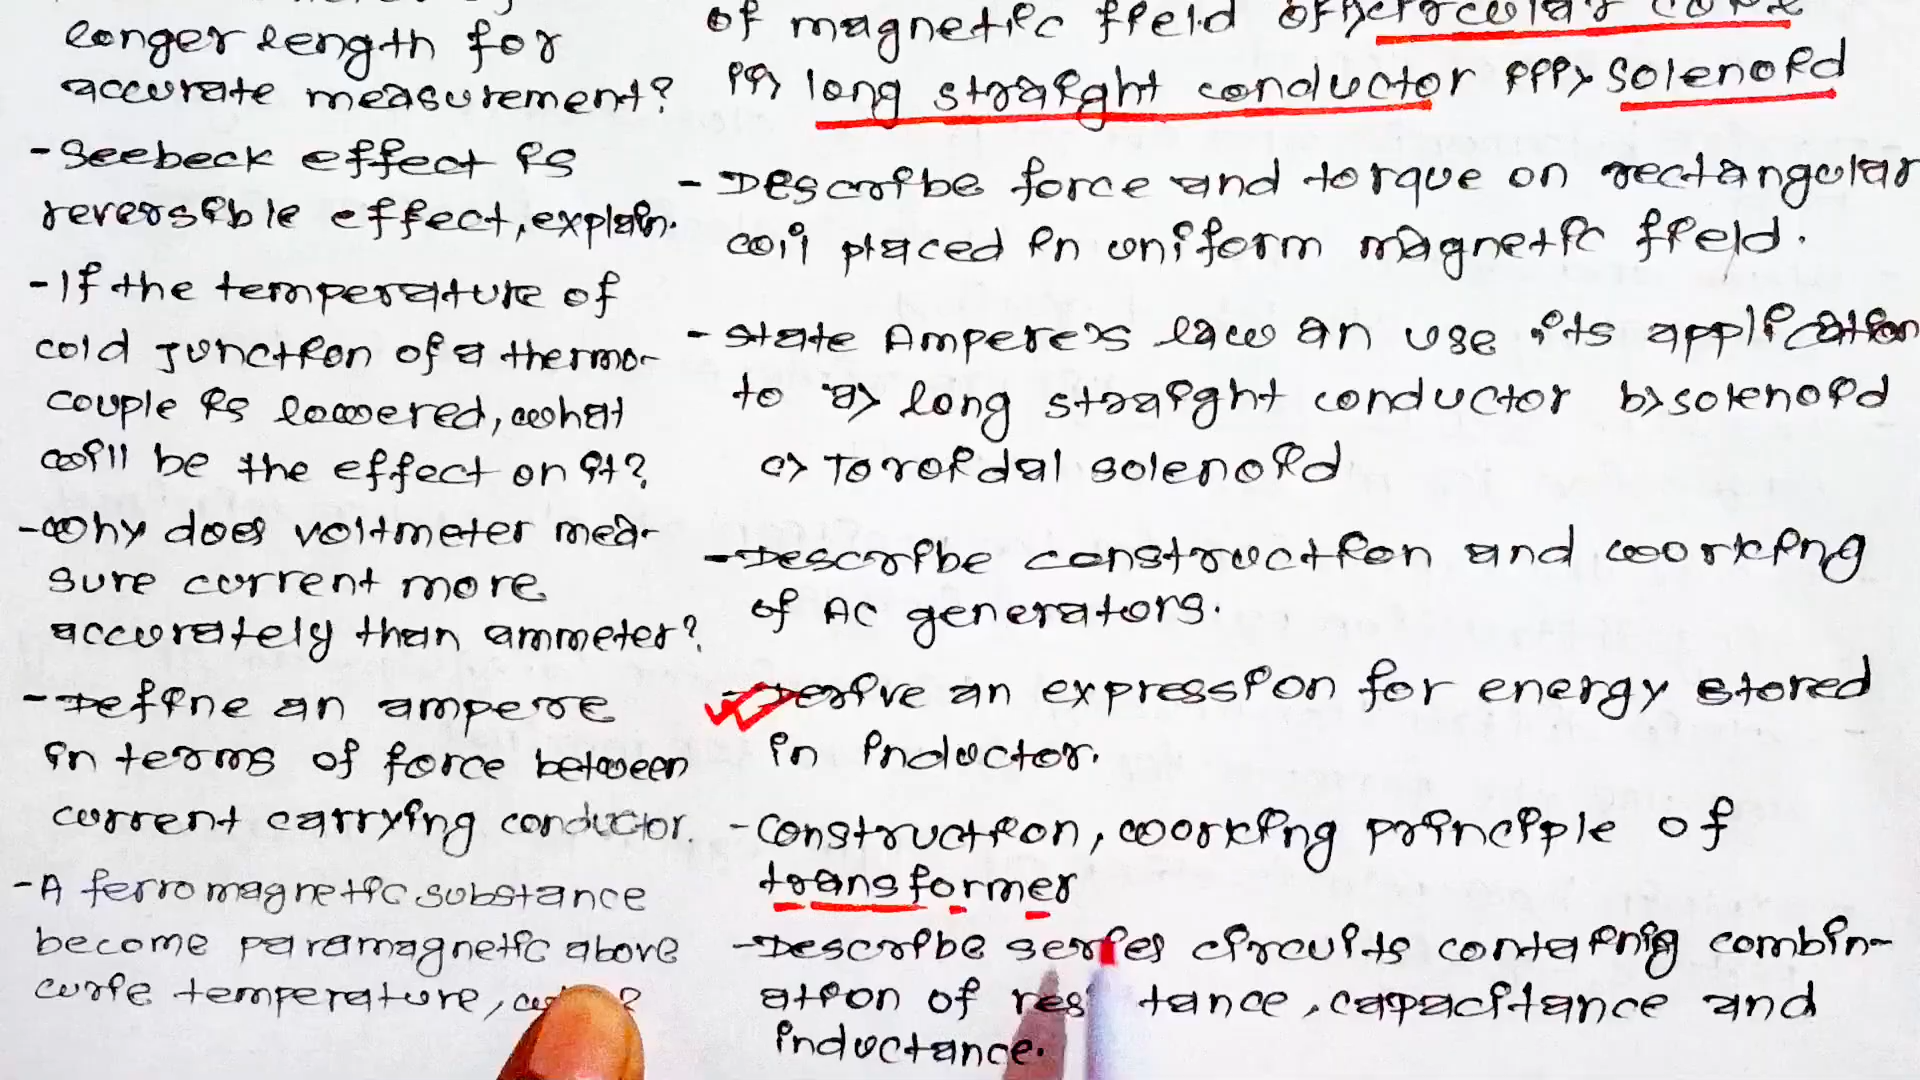 longer length for
accurate measurement?
-Seebeck effect is
reversible effect, explain.
-If the temperature of
cold junction of a thermo-
couple is lowered, what
will be the effect on it?
-Why does voltmeter mea-
sure current more
accurately than ammeter?
-Define an ampere
in terms of force between
current carrying conductor.
-A ferromagnetic substance
become paramagnetic above
curie temperature,
of magnetic field of i> circular coil
ii> long straight conductor iii> solenoid
- Describe force and torque on rectangular
coil placed in uniform magnetic field.
- State Ampere's law an use its application
to a> long straight conductor b> solenoid
c> Toroidal solenoid
-Describe construction and working
of AC generators.
-Derive an expression for energy stored
in inductor.
-Construction, working principle of
transformer
-Describe series circuits containig combin-
ation of res tance, capacitance and
inductance.